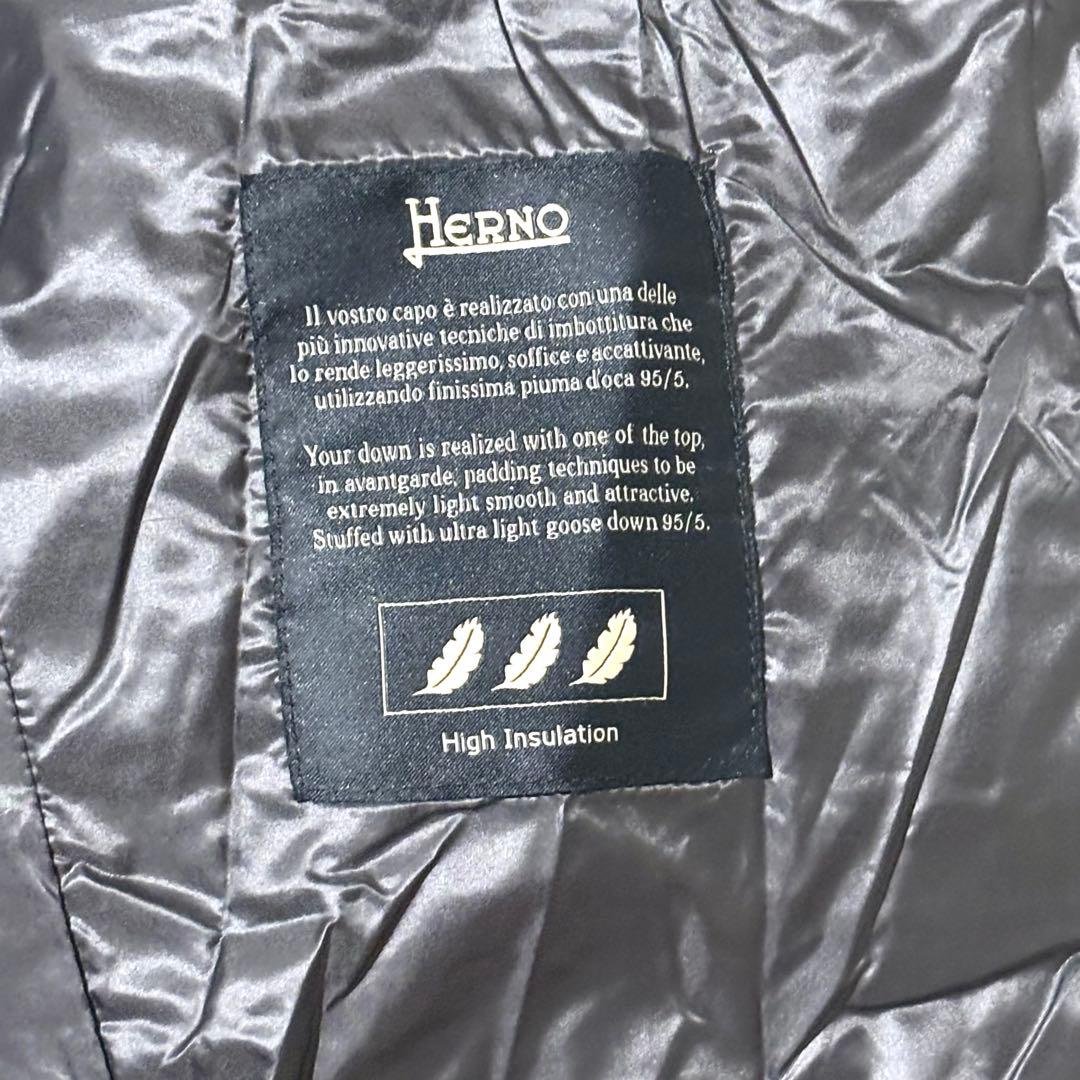 HERNO
Il vostro capo è realizzato con una delle
più innovative tecniche di imbottitura che
lo rende leggerissimo, soffice e accattivante,
utilizzando finissima piuma d'oca 95/5.
Your down is realized with one of the top,
in avantgarde, padding techniques to be
extremely light smooth and attractive.
Stuffed with ultra light goose down 95/5.
High Insulation